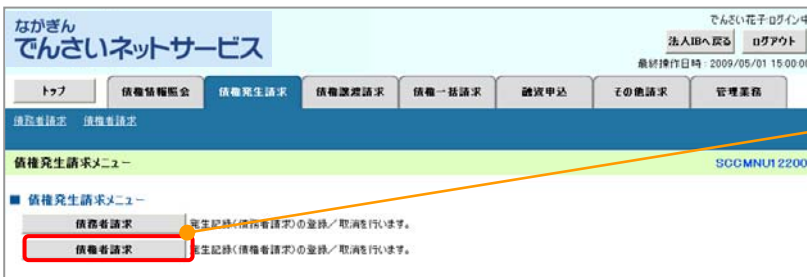 ながぎん
でんさいネットサービス
でんさい花子:ログイン中
法人IBへ戻る ログアウト
最終操作日時：2009/05/01 15:00:00
トップ 債権情報照会 債権発生請求 債権譲渡請求 債権一括請求 融資申込 その他請求 管理業務
債務者請求 債権者請求
債権発生請求メニュー SCCMNU12200
■ 債権発生請求メニュー
債務者請求 発生記録(債務者請求)の登録／取消を行います。
債権者請求 発生記録(債権者請求)の登録／取消を行います。